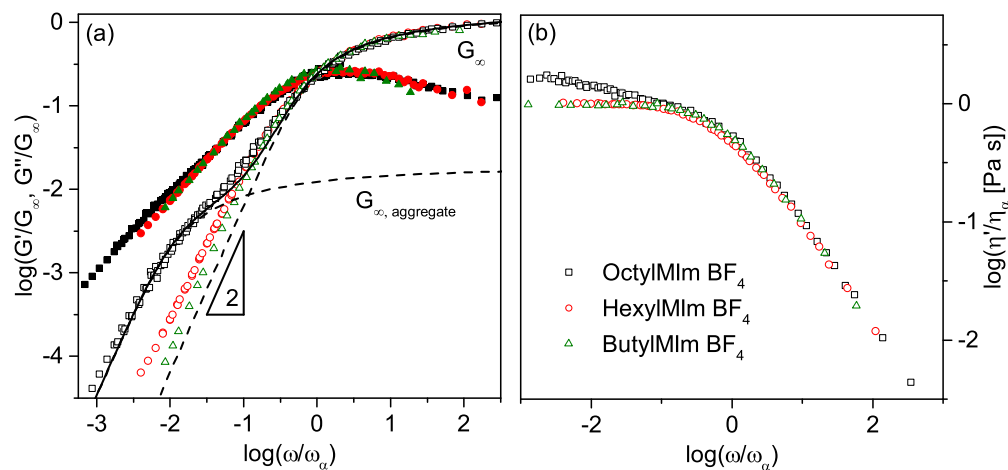 (a)
G∞
G∞, aggregate
2
log(G'/G∞, G''/G∞)
0
-1
-2
-3
-4
-3 -2 -1 0 1 2
log(ω/ωα)
(b)
OctylMIm BF4
HexylMIm BF4
ButylMIm BF4
0
-1
-2
log(η'/ηα [Pa s)
-2 0 2
log(ω/ωα)